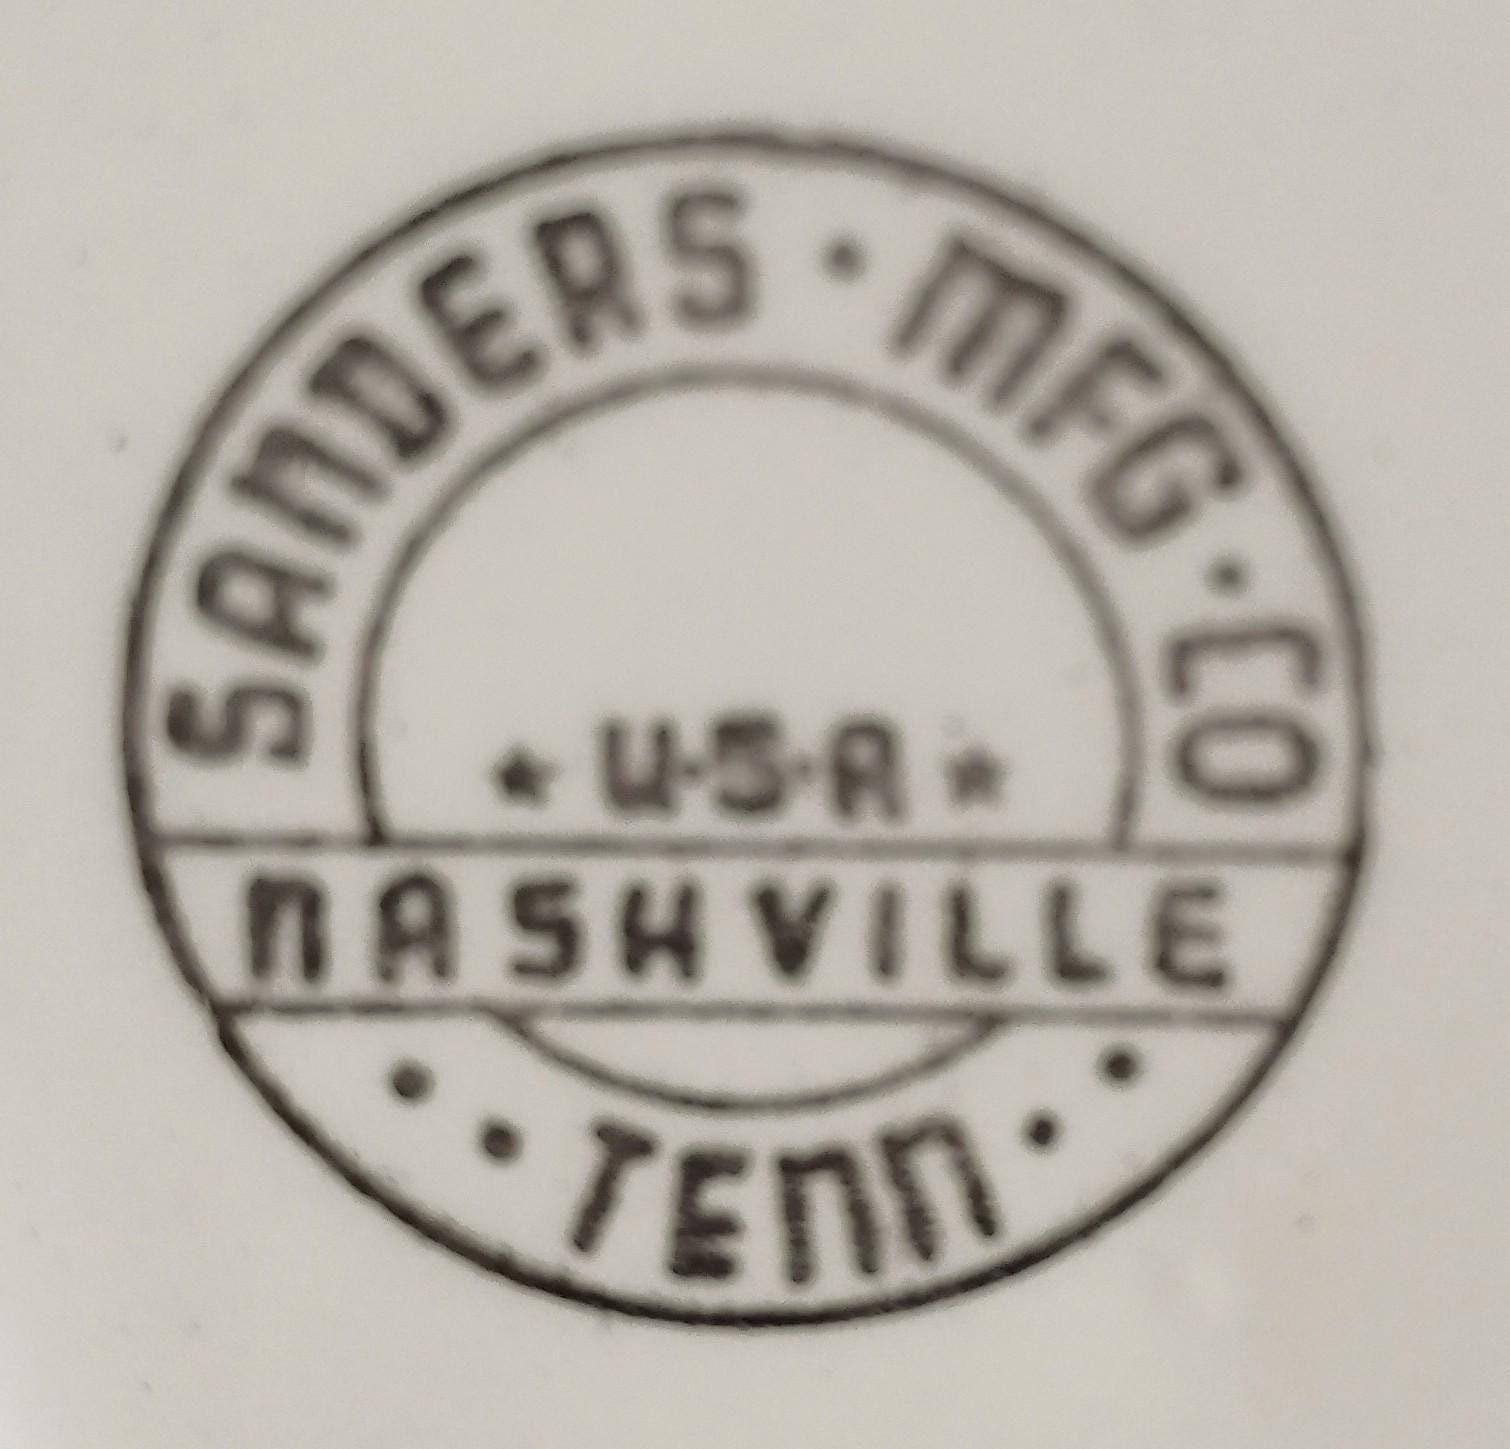 SANDERS · MFG · CO
★ U·S·A ★
NASHVILLE
·· TENN ··